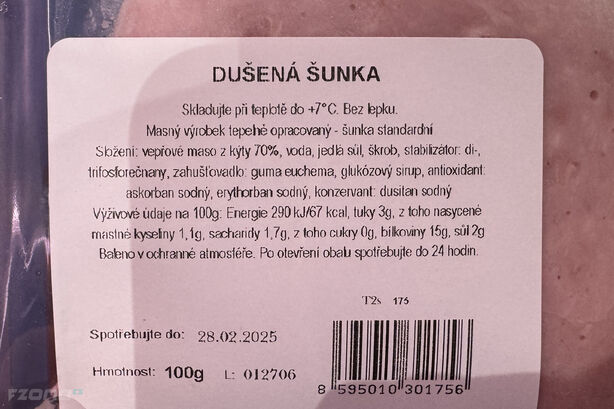 DUŠENÁ ŠUNKA
Skladujte při teplotě do +7°C. Bez lepku.
Masný výrobek tepelně opracovaný - šunka standardní
Složení: vepřové maso z kýty 70%, voda, jedlá sůl, škrob, stabilizátor: di-,
trifosforečnany, zahušťovadlo: guma euchema, glukózový sirup, antioxidant:
askorban sodný, erythorban sodný, konzervant: dusitan sodný
Výživové údaje na 100g: Energie 290 kJ/67 kcal, tuky 3g, z toho nasycené
mastné kyseliny 1,1g, sacharidy 1,7g, z toho cukry 0g, bílkoviny 15g, sůl 2g
Baleno v ochranné atmosféře. Po otevření obalu spotřebujte do 24 hodin.
T2s 175
Spotřebujte do: 28.02.2025
Hmotnost: 100g L: 012706
8 595010 301756